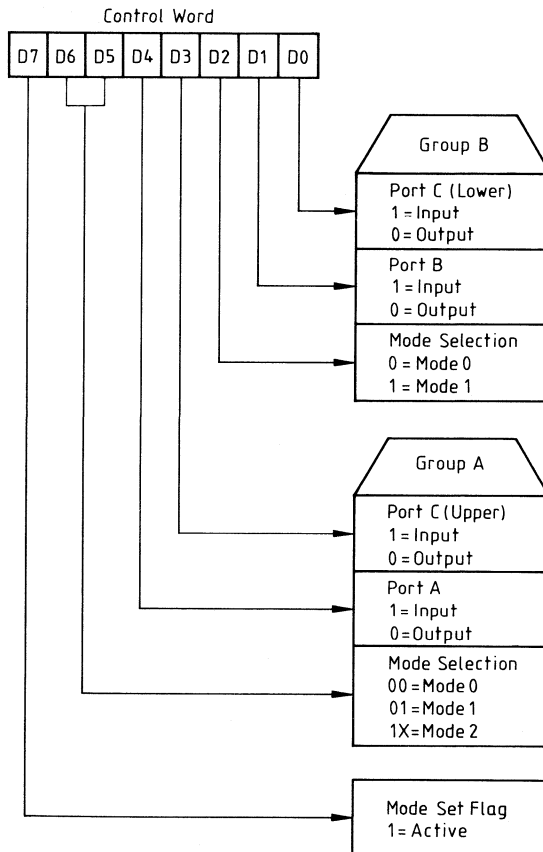 Control Word
D7 D6 D5 D4 D3 D2 D1 D0
Group B
Port C (Lower)
1=Input
0=Output
Port B
1=Input
0=Output
Mode Selection
0=Mode 0
1=Mode 1
Group A
Port C (Upper)
1=Input
0=Output
Port A
1=Input
0=Output
Mode Selection
00=Mode 0
01=Mode 1
1X=Mode 2
Mode Set Flag
1=Active